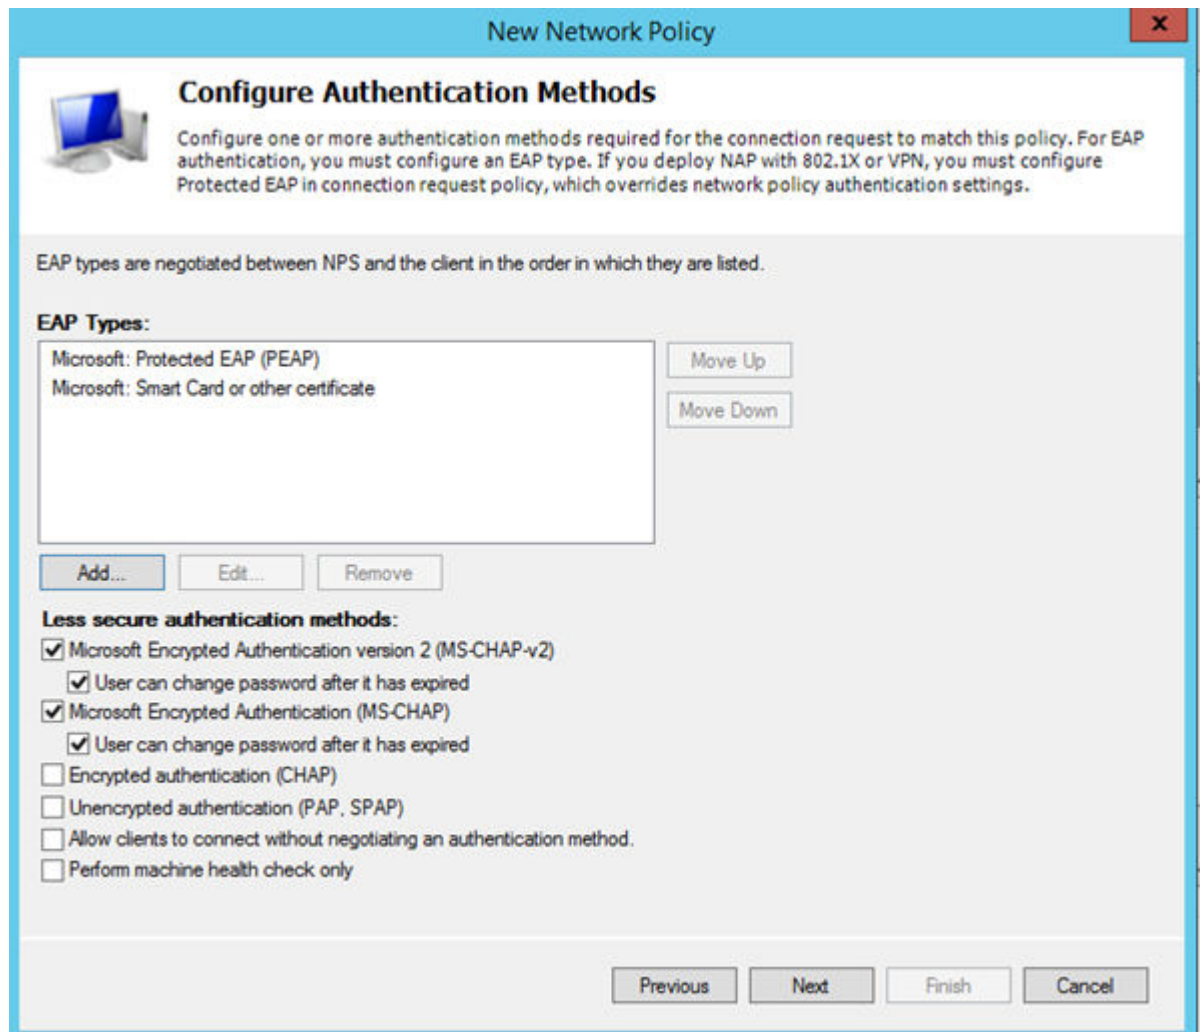 New Network Policy
x
Configure Authentication Methods
Configure one or more authentication methods required for the connection request to match this policy. For EAP
authentication, you must configure an EAP type. If you deploy NAP with 802.1X or VPN, you must configure
Protected EAP in connection request policy, which overrides network policy authentication settings.
EAP types are negotiated between NPS and the client in the order in which they are listed.
EAP Types:
Microsoft: Protected EAP (PEAP)
Microsoft: Smart Card or other certificate
Move Up
Move Down
Add... Edit... Remove
Less secure authentication methods:
Microsoft Encrypted Authentication version 2 (MS-CHAP-v2)
User can change password after it has expired
Microsoft Encrypted Authentication (MS-CHAP)
User can change password after it has expired
Encrypted authentication (CHAP)
Unencrypted authentication (PAP, SPAP)
Allow clients to connect without negotiating an authentication method.
Perform machine health check only
Previous Next Finish Cancel